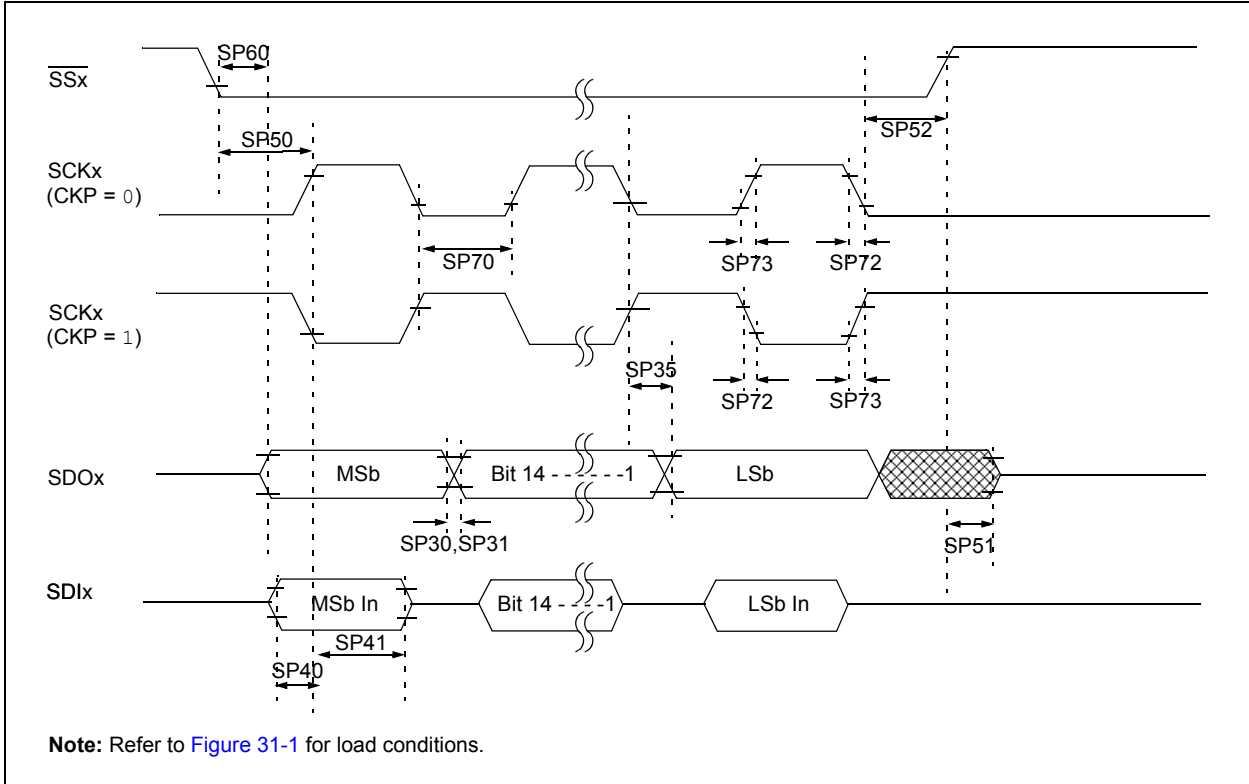 SP60
SSx
SP50
SP52
SCKx
(CKP = 0)
SP70
SP73
SP72
SCKx
(CKP = 1)
SP35
SP72
SP73
SDOx
MSb
Bit 14 - - - - - -1
LSb
SP30,SP31
SP51
SDIx
MSb In
Bit 14 - - - -1
LSb In
SP41
SP40
Note: Refer to Figure 31-1 for load conditions.